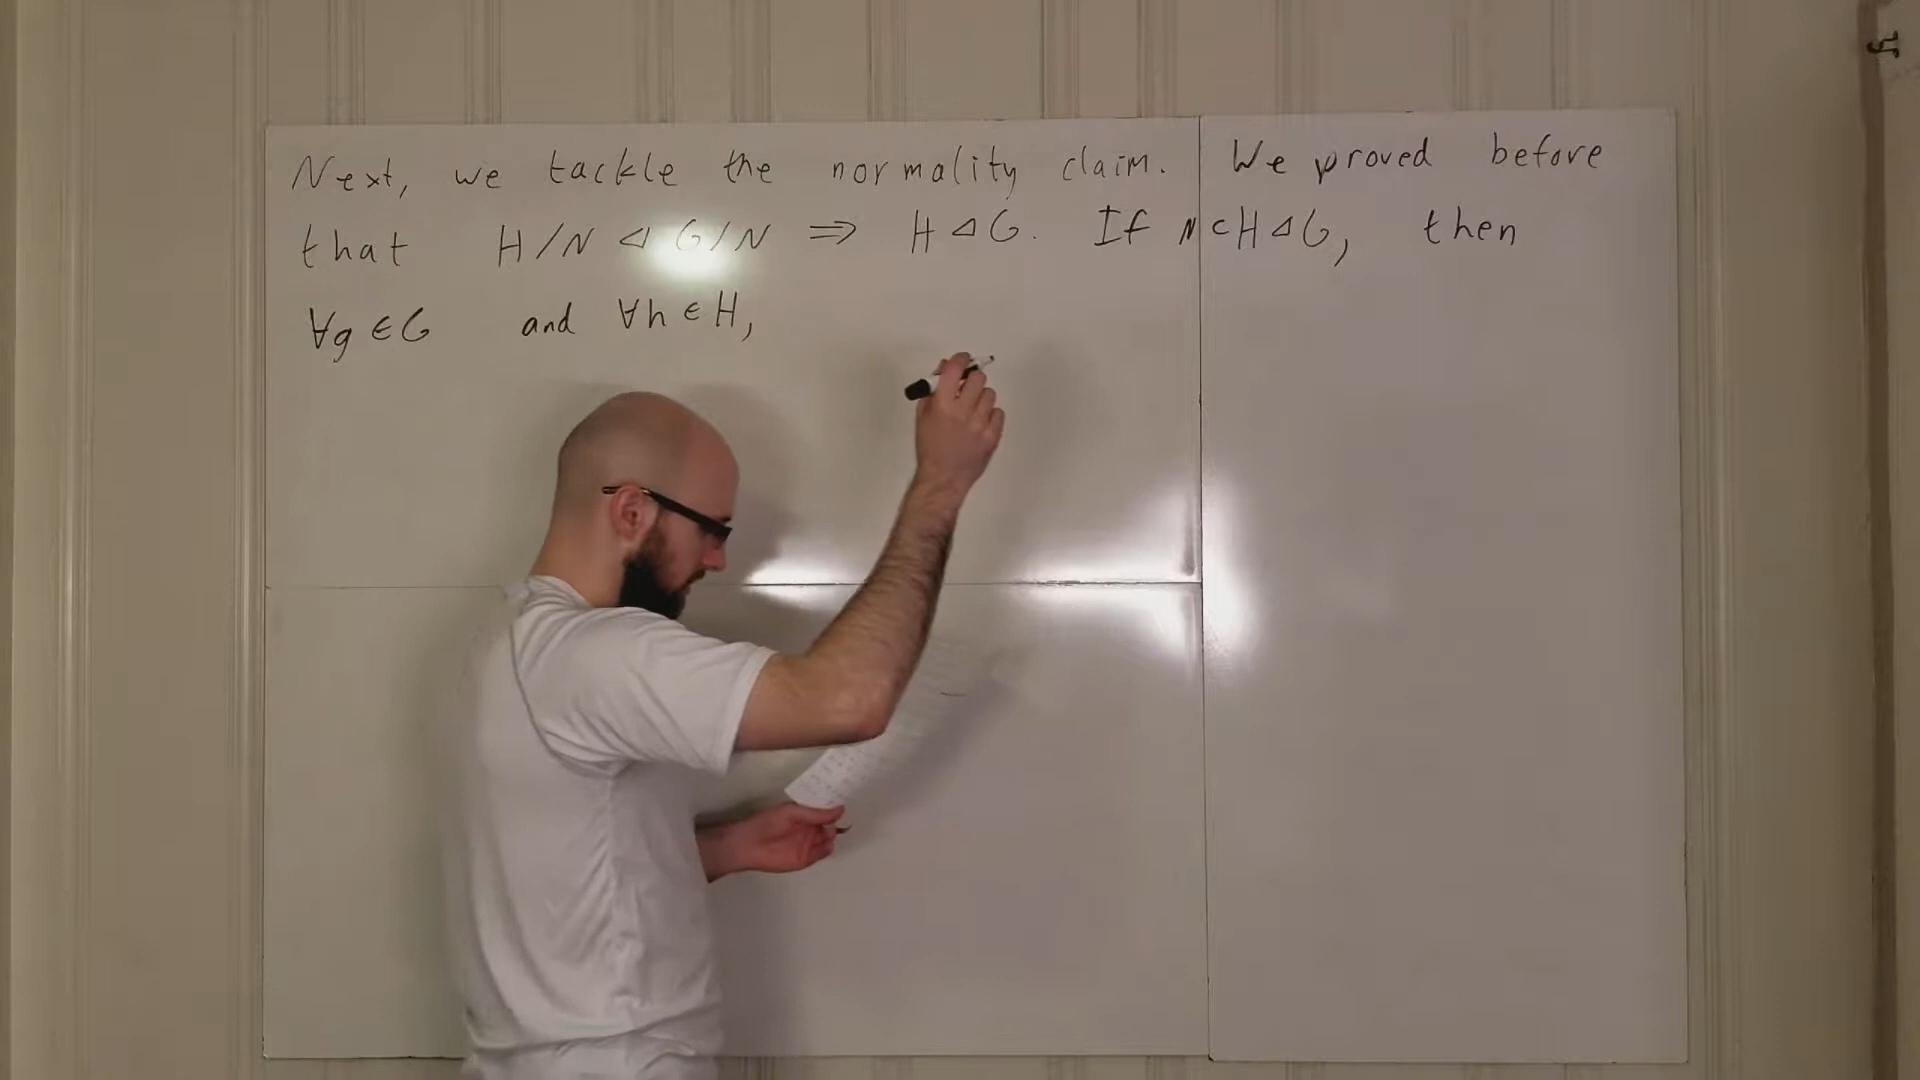 Next, we tackle the normality claim. We proved before
that H/N ⊲ G/N ⇒ H ⊲ G. If N ⊂ H ⊲ G, then
∀g ∈ G and ∀h ∈ H,